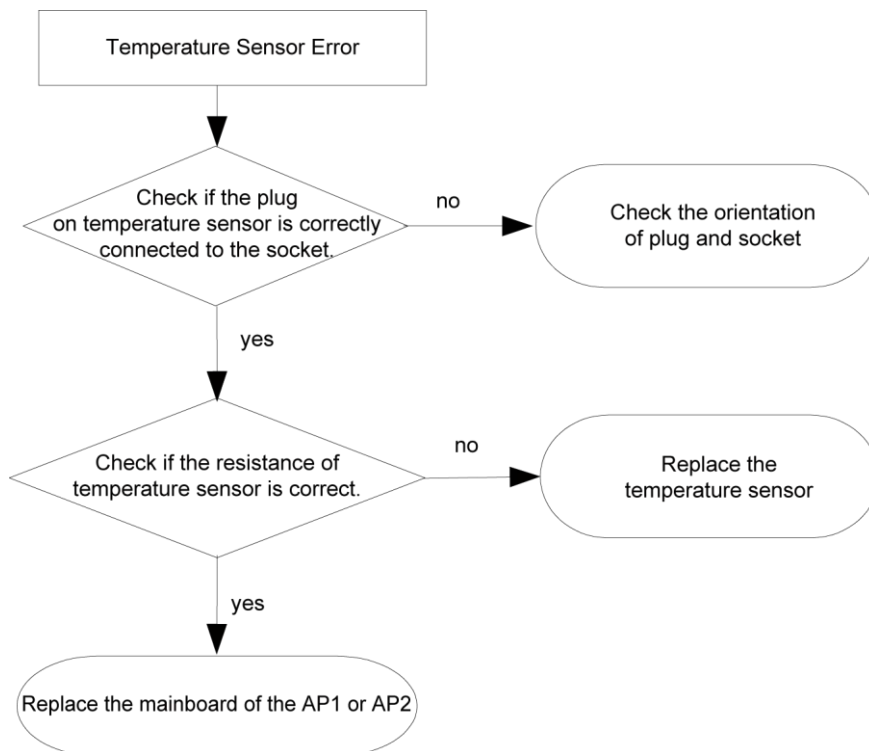 Temperature Sensor Error
Check if the plug
on temperature sensor is correctly
connected to the socket.
no
Check the orientation
of plug and socket
yes
Check if the resistance of
temperature sensor is correct.
no
Replace the
temperature sensor
yes
Replace the mainboard of the AP1 or AP2